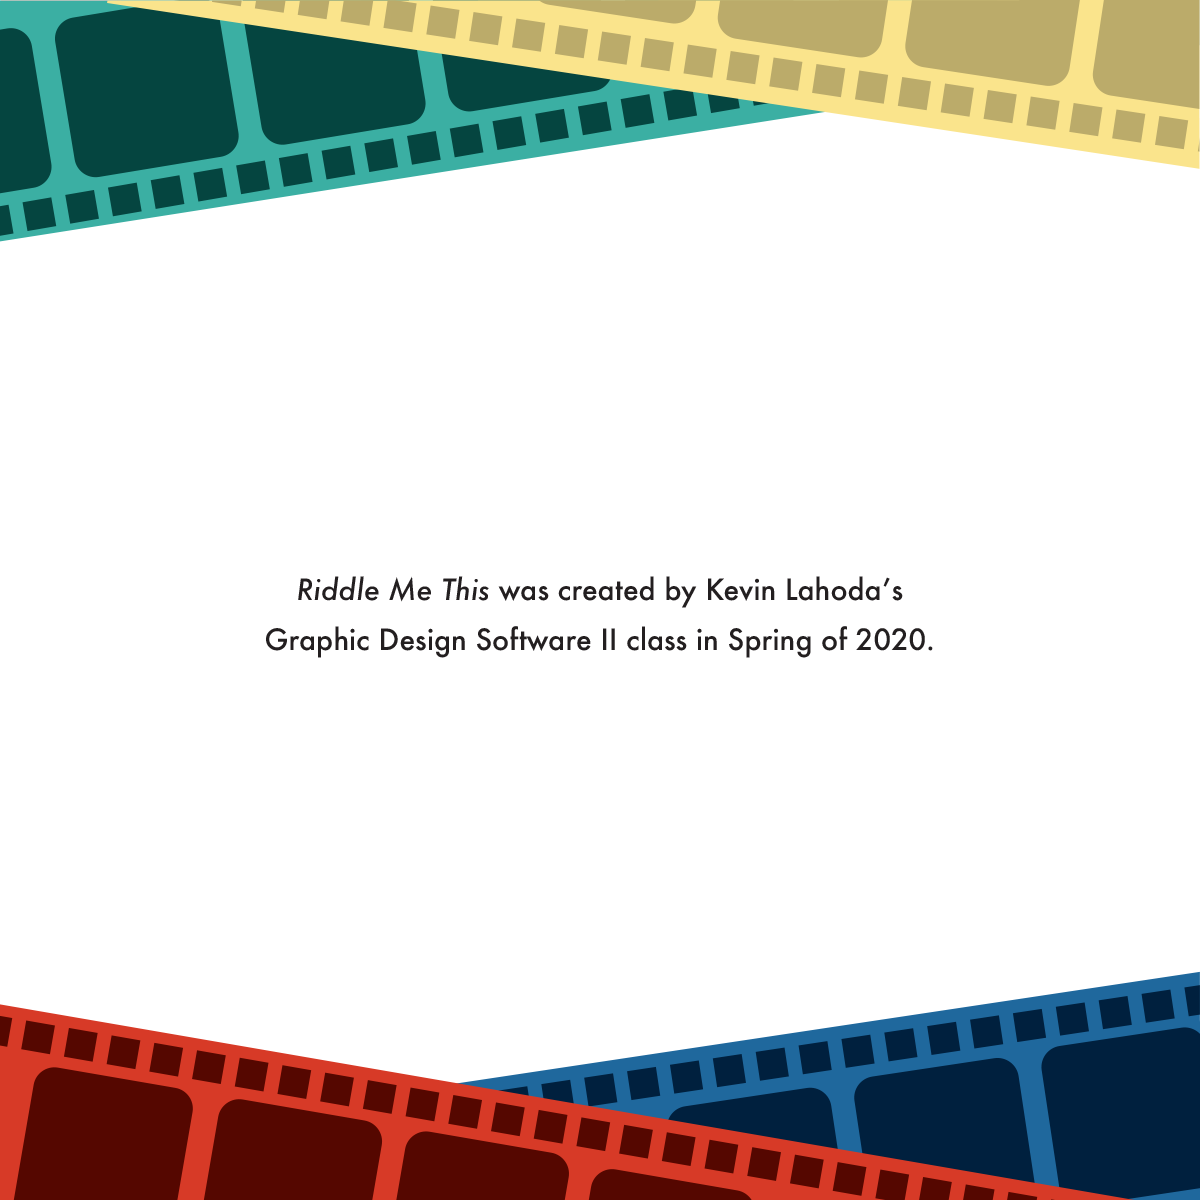 Riddle Me This was created by Kevin Lahoda’s
Graphic Design Software II class in Spring of 2020.